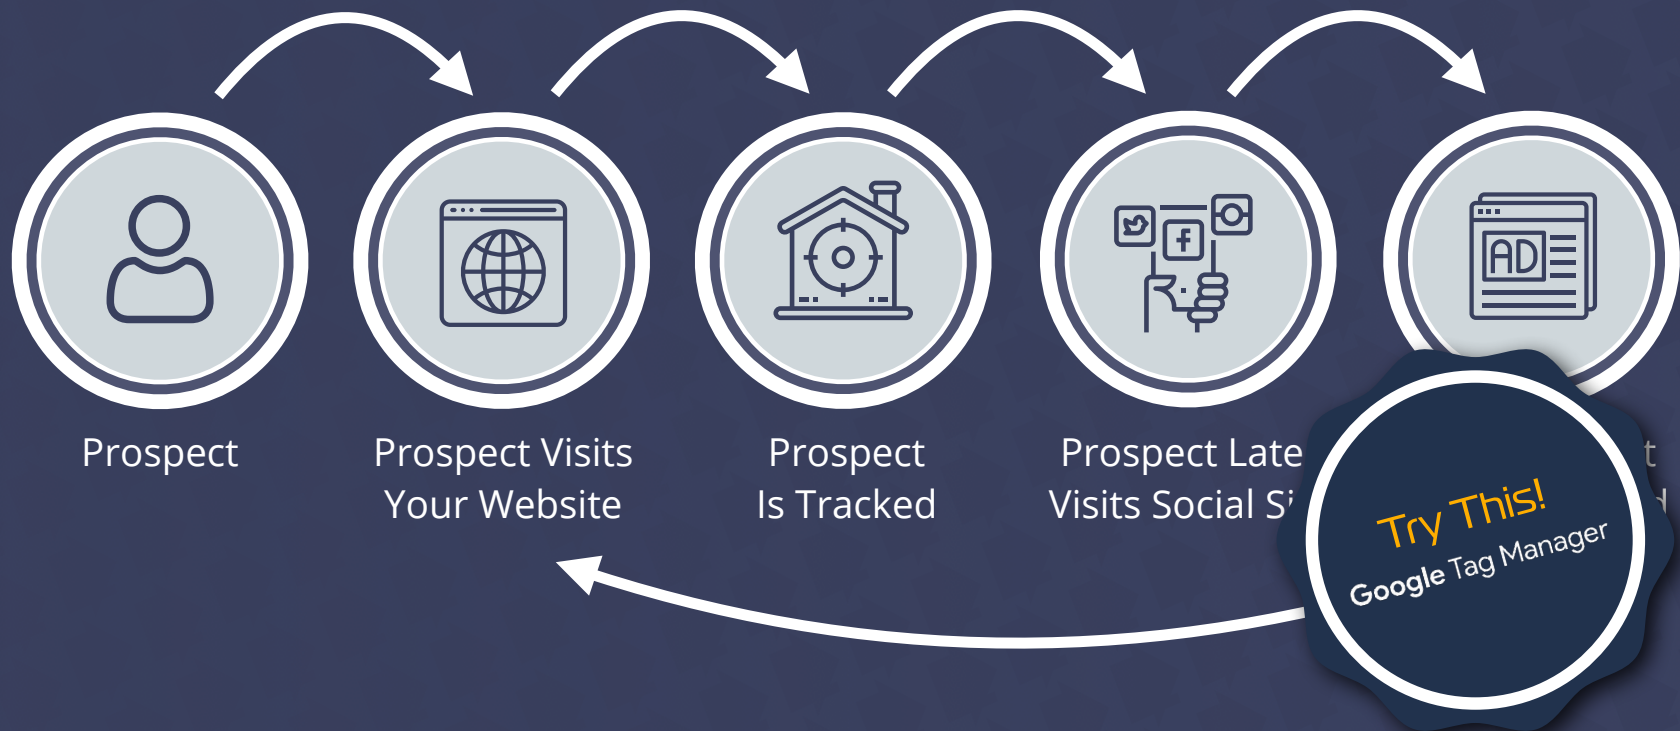 Prospect
Prospect Visits
Your Website
Prospect
Is Tracked
Prospect Late
Visits Social
AD
Try This!
Google Tag Manager